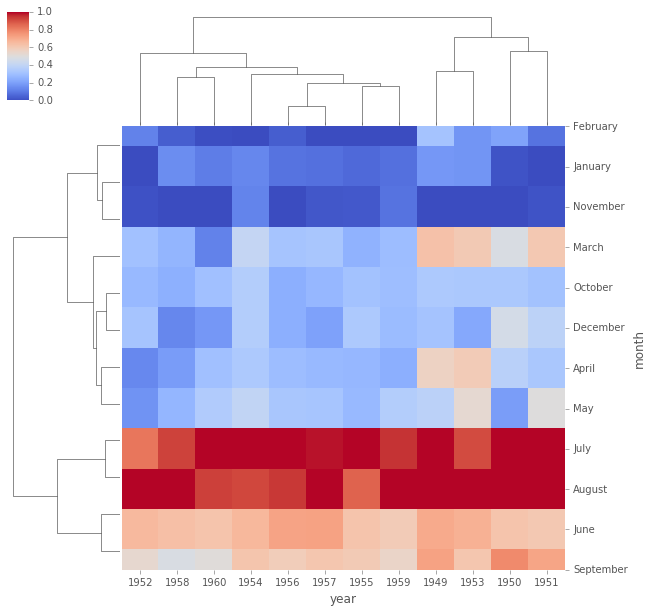 1.0
0.8
0.6
0.4
0.2
0.0
February
January
November
March
October
December
April
May
July
August
June
September
month
1952 1958 1960 1954 1956 1957 1955 1959 1949 1953 1950 1951
year